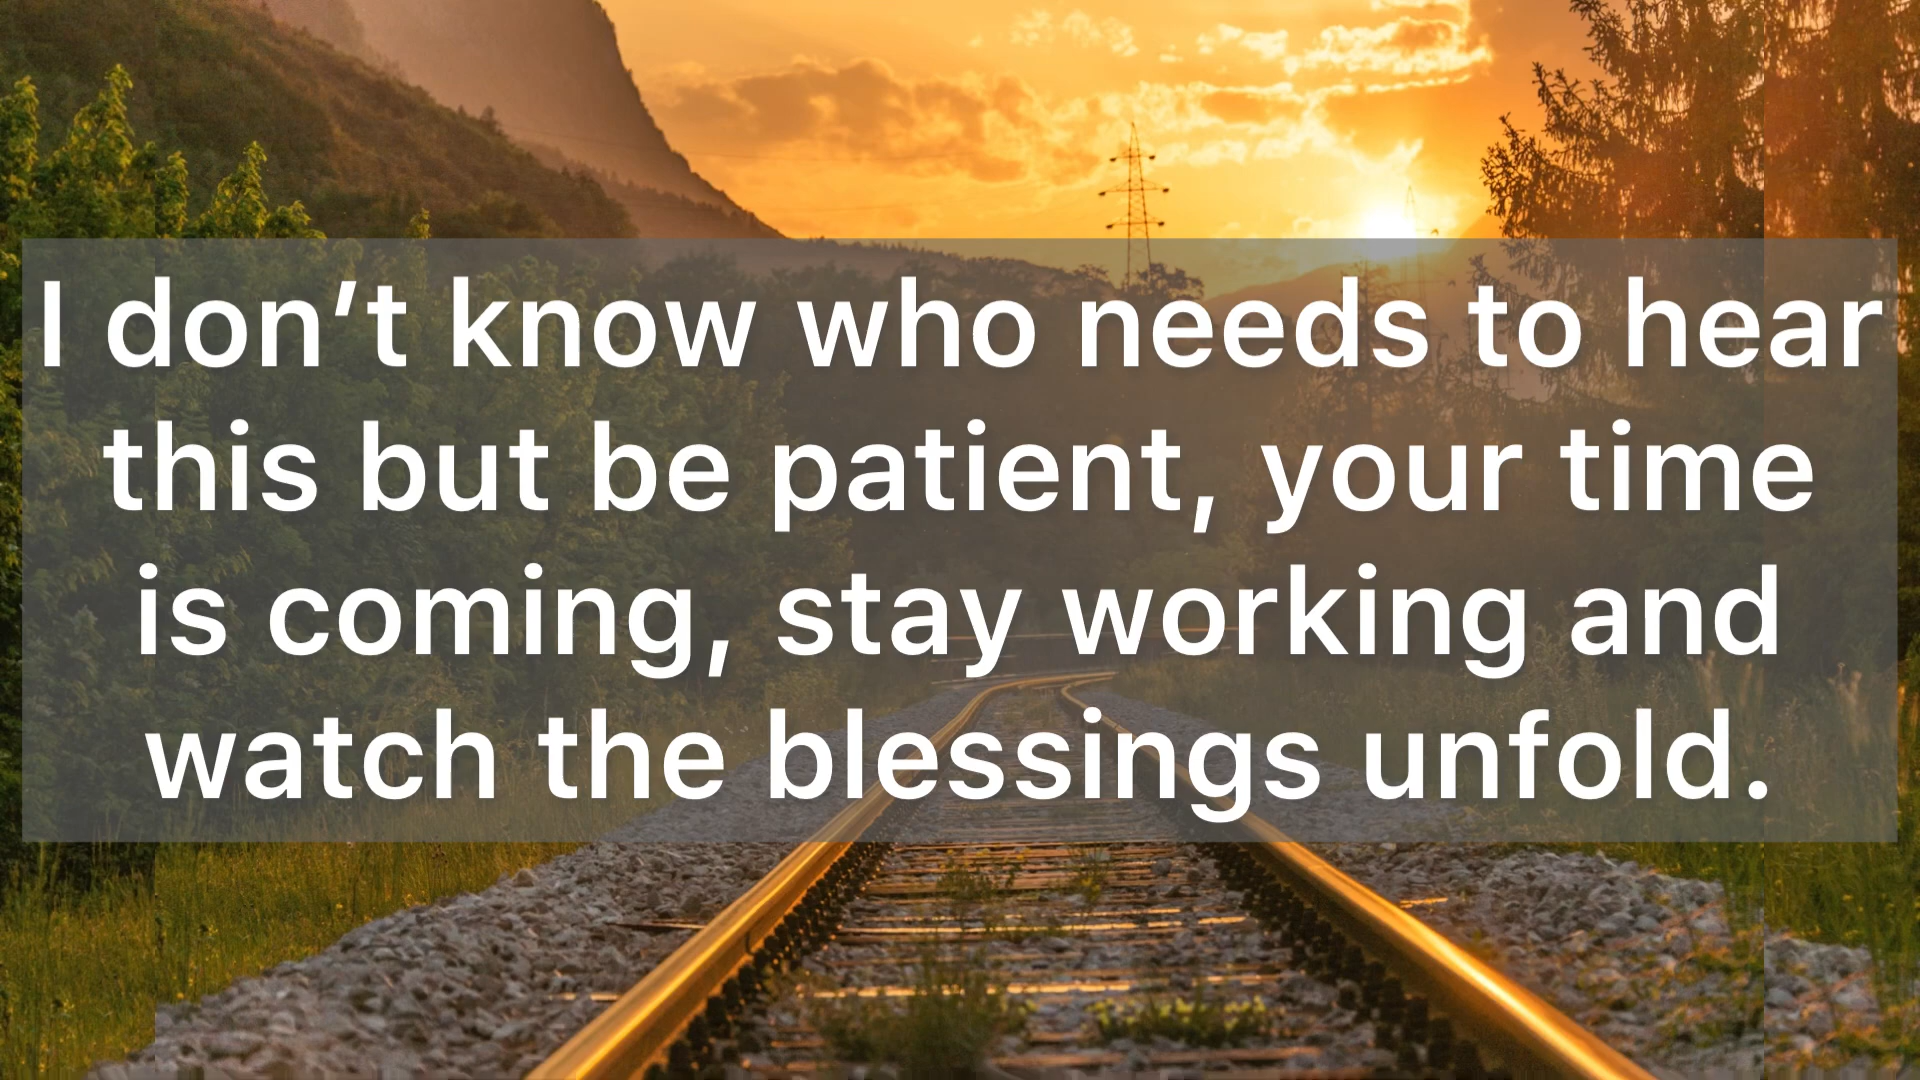 I don’t know who needs to hear
this but be patient, your time
is coming, stay working and
watch the blessings unfold.